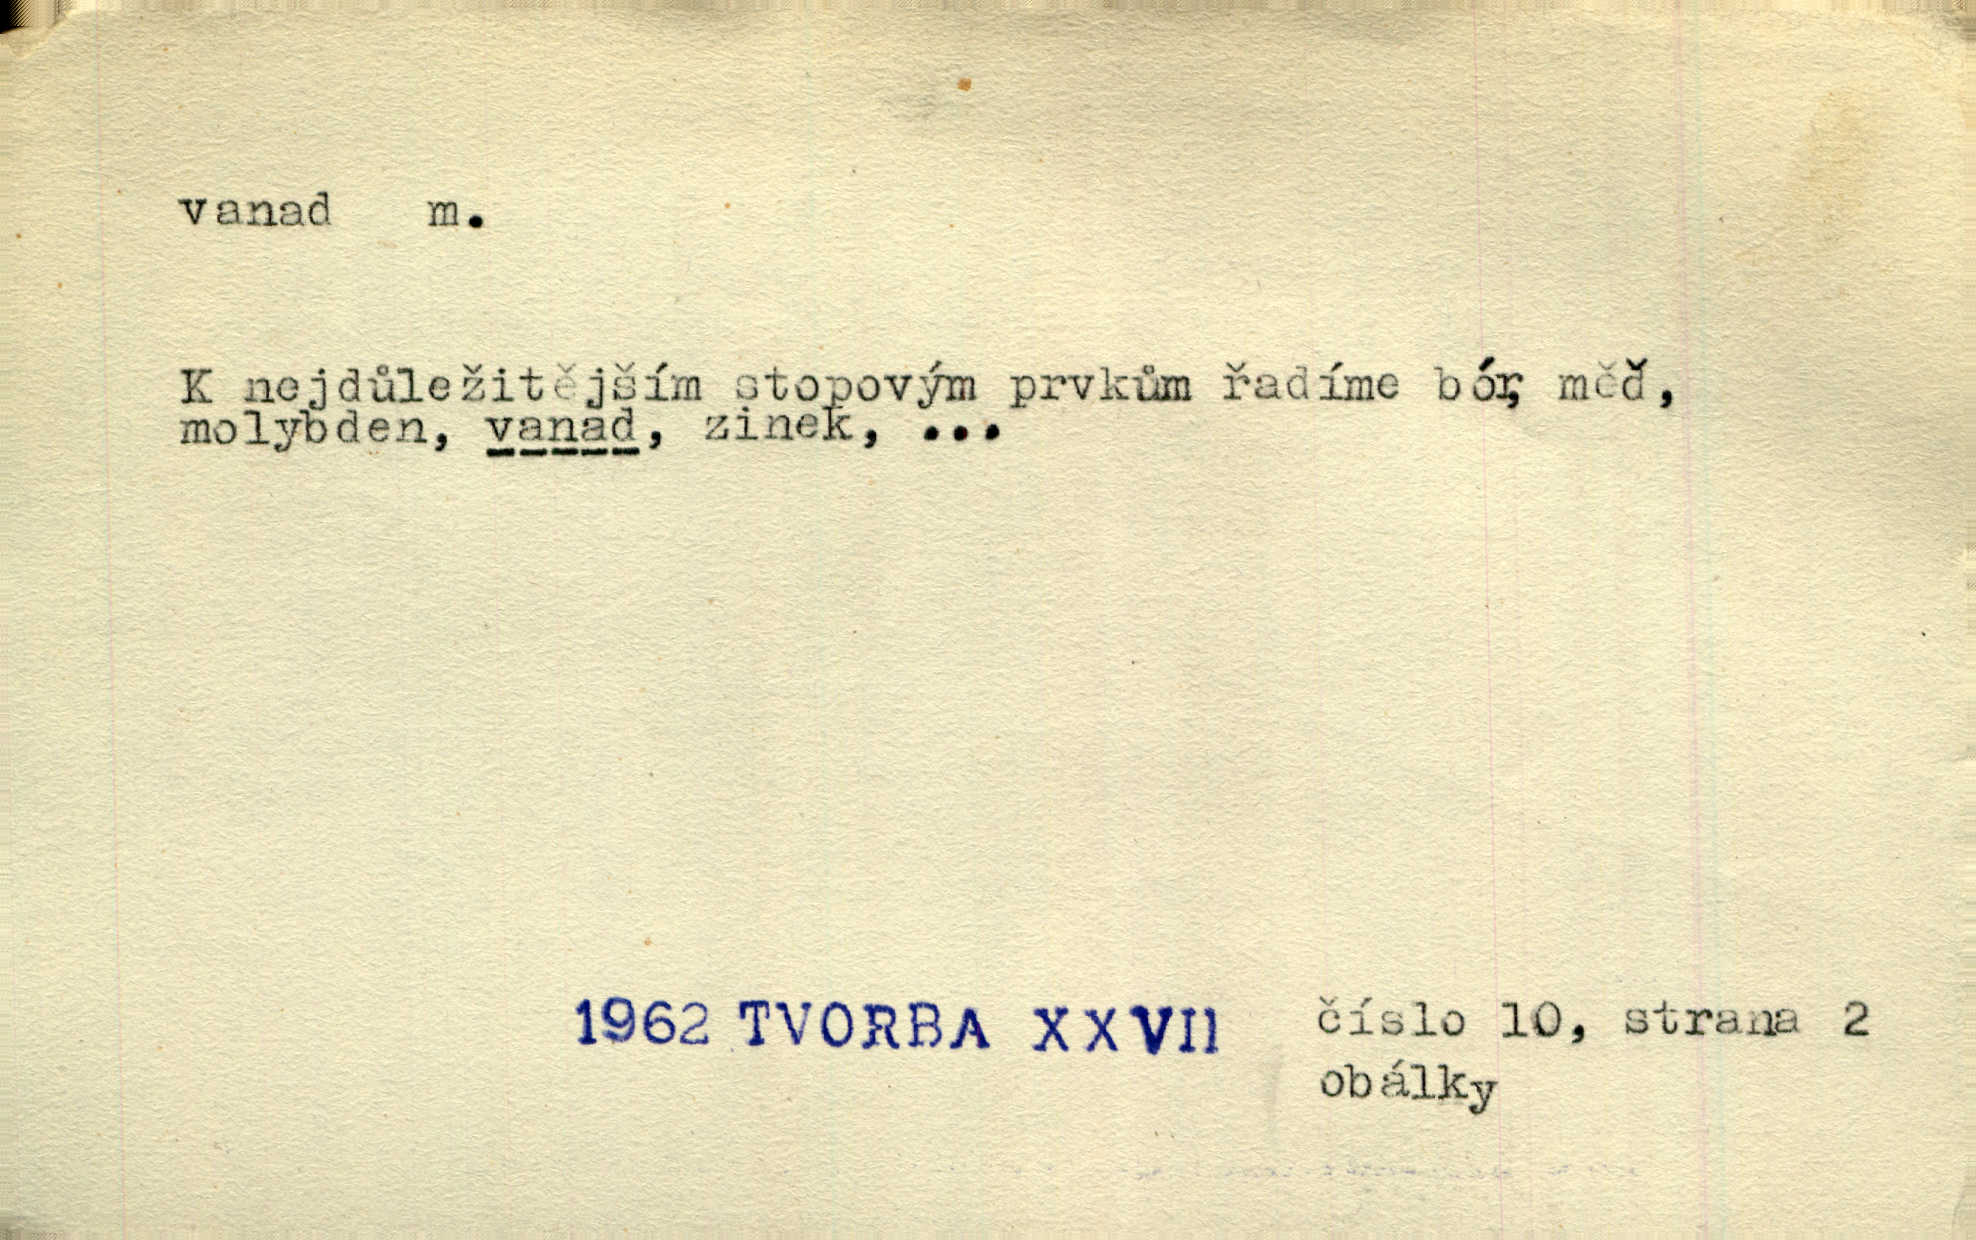 vanad m.
K nejdůležitějším stopovým prvkům řadíme bór, měď,
molybden, vanad, zinek, ...
1962 TVORBA XXVII číslo 10, strana 2
obálky